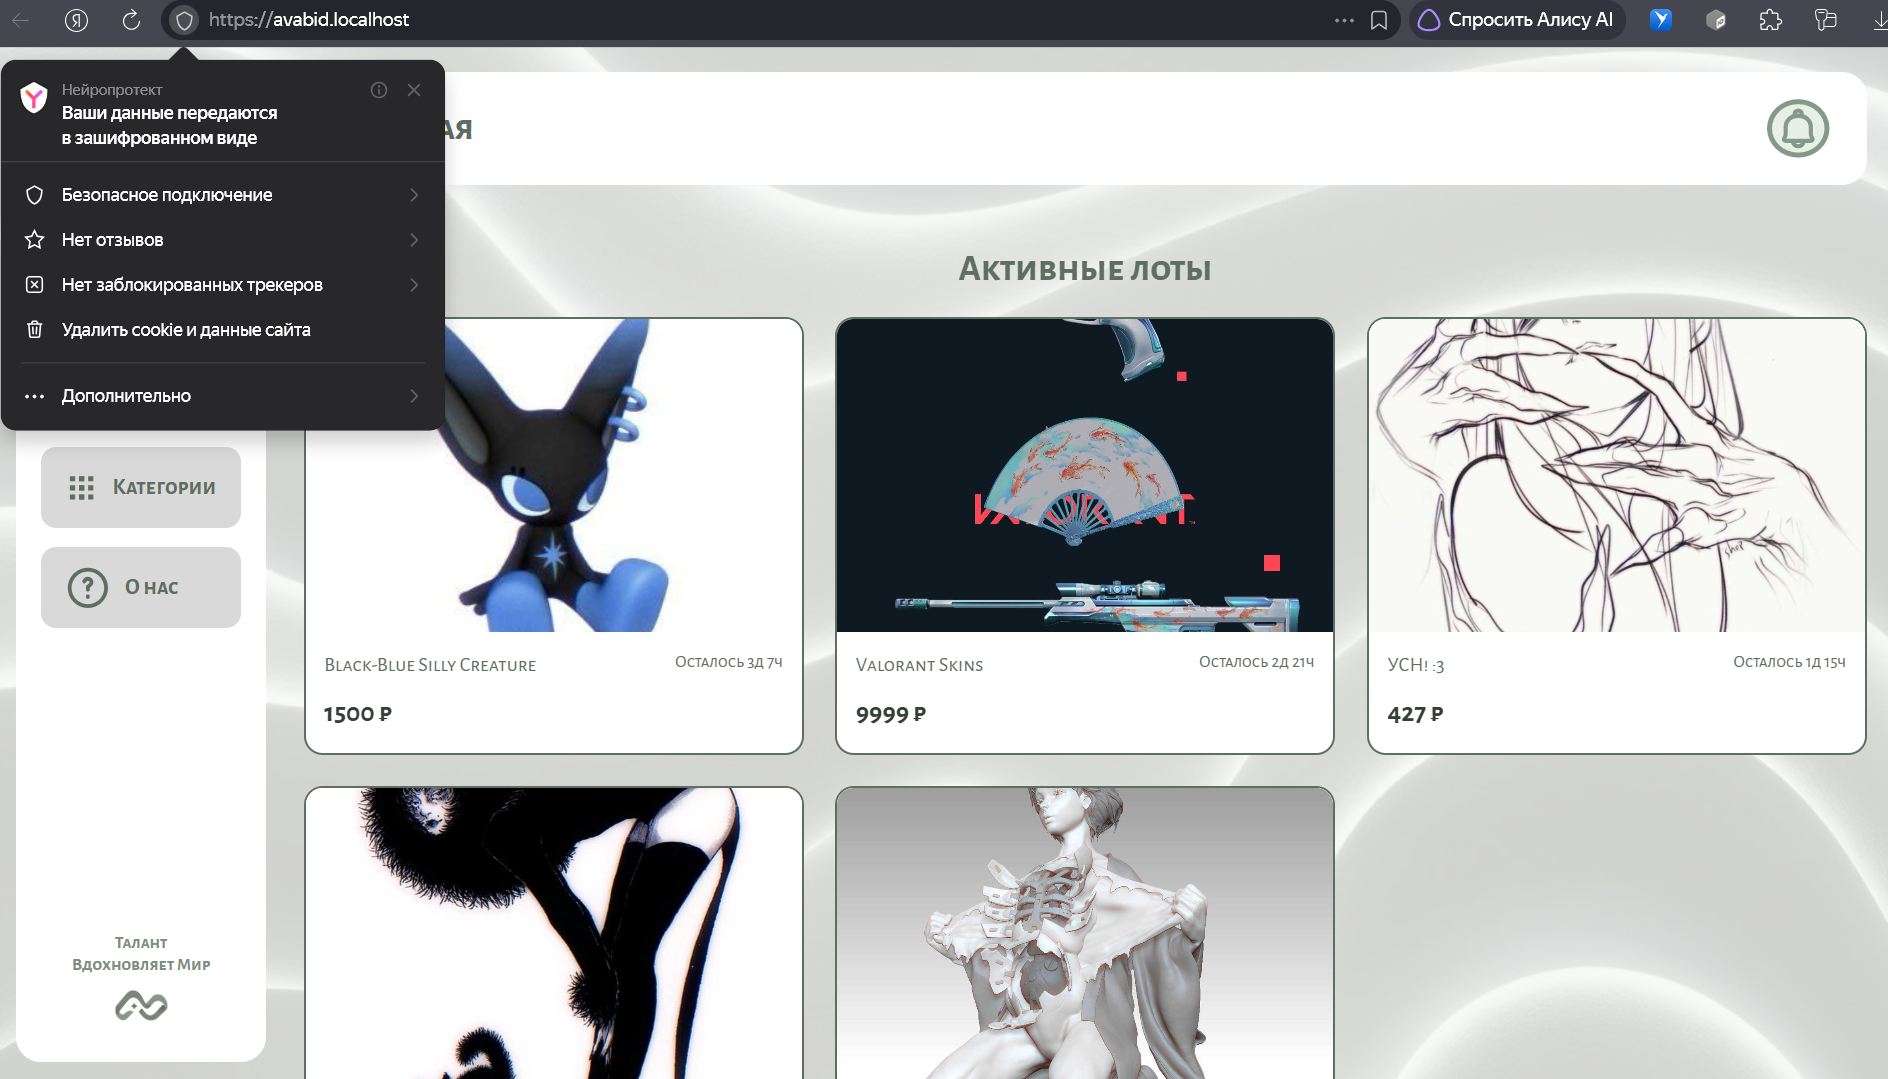 https://avabid.localhost
Спросить Алису AI
Нейропротект
Ваши данные передаются
в зашифрованном виде
Безопасное подключение
Нет отзывов
Нет заблокированных трекеров
Удалить cookie и данные сайта
Дополнительно
ая
Категории
О нас
Талант
Вдохновляет Мир
Активные лоты
Black-Blue Silly Creature
Осталось 3д 7ч
1500 ₽
Valorant Skins
Осталось 2д 21ч
9999 ₽
УСН! :3
Осталось 1д 15ч
427 ₽